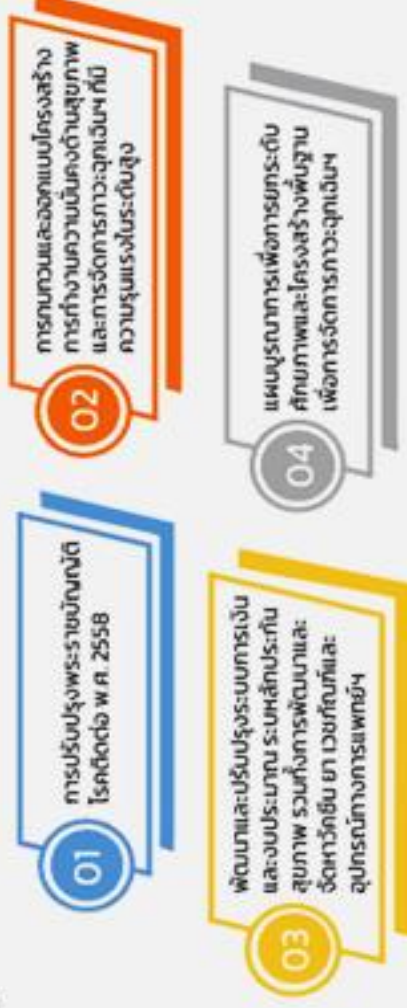 01
การปรับปรุงพระราชบัญญัติ
โรคติดต่อ พ.ศ. 2558
02
การทบทวนและออกแบบโครงสร้าง
การทำงานความมั่นคงด้านสุขภาพ
และการจัดการภาวะฉุกเฉินฯที่มี
ความรุนแรงในระดับสูง
03
พัฒนาและปรับปรุงระบบการเงิน
และงบประมาณ ระบบหลักประกัน
สุขภาพ รวมทั้งการพัฒนาและ
จัดหาวัคซีน ยา เวชภัณฑ์และ
อุปกรณ์ทางการแพทย์ฯ
04
แผนบูรณาการเพื่อการยกระดับ
ศักยภาพและโครงสร้างพื้นฐาน
เพื่อการจัดการภาวะฉุกเฉินฯ